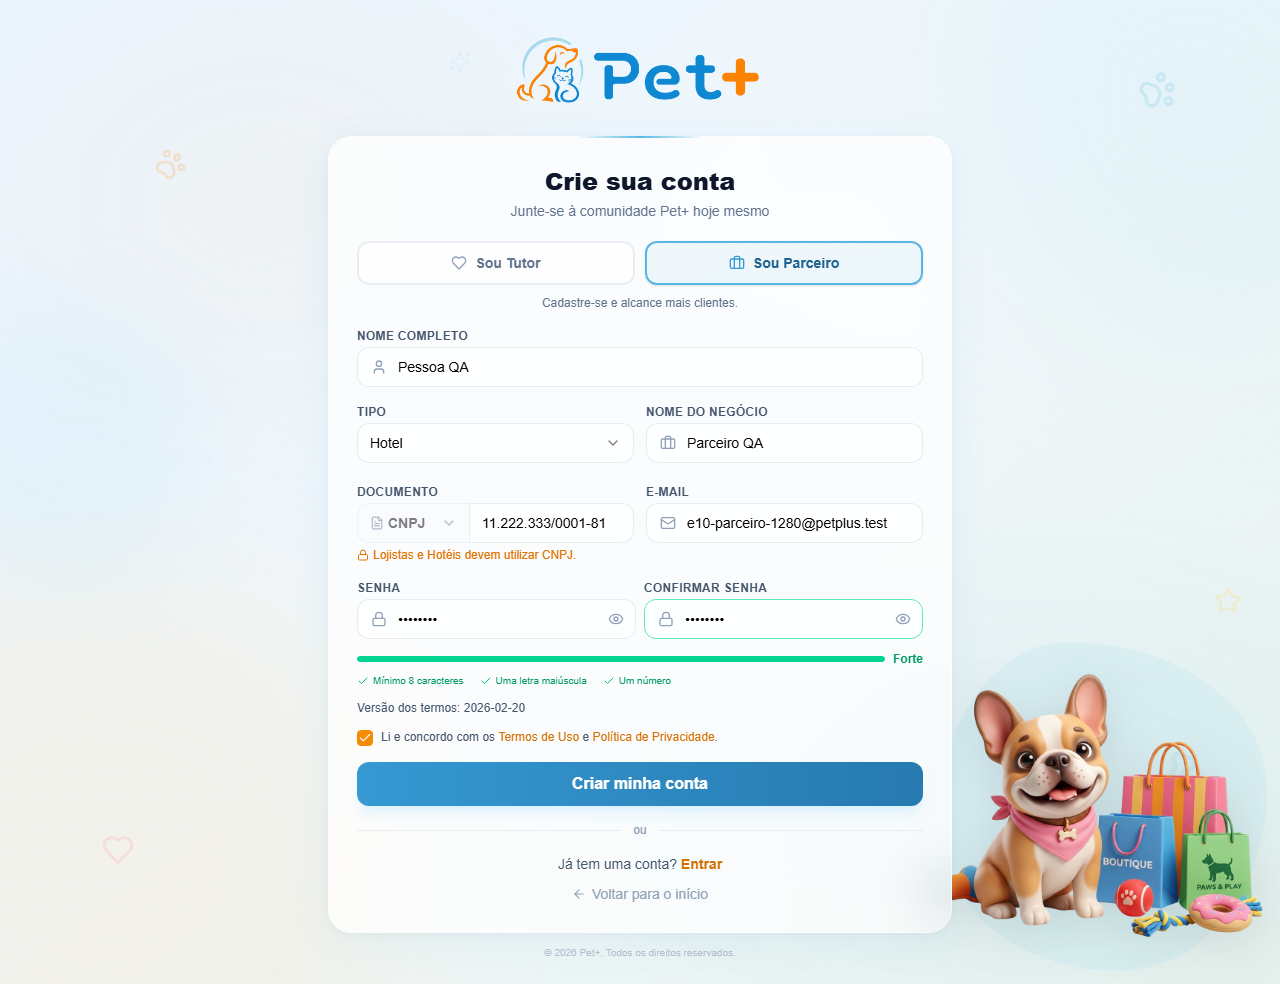 Pet+
Crie sua conta
Junte-se à comunidade Pet+ hoje mesmo
Sou Tutor
Sou Parceiro
Cadastre-se e alcance mais clientes.
NOME COMPLETO
Pessoa QA
TIPO
NOME DO NEGÓCIO
Hotel
Parceiro QA
DOCUMENTO
E-MAIL
CNPJ
11.222.333/0001-81
e10-parceiro-1280@petplus.test
Lojistas e Hotéis devem utilizar CNPJ.
SENHA
CONFIRMAR SENHA
••••••••
••••••••
Forte
Mínimo 8 caracteres
Uma letra maiúscula
Um número
Versão dos termos: 2026-02-20
Li e concordo com os Termos de Uso e Política de Privacidade.
Criar minha conta
ou
Já tem uma conta? Entrar
Voltar para o início
BOUTIQUE
PAWS & PLAY
© 2026 Pet+. Todos os direitos reservados.